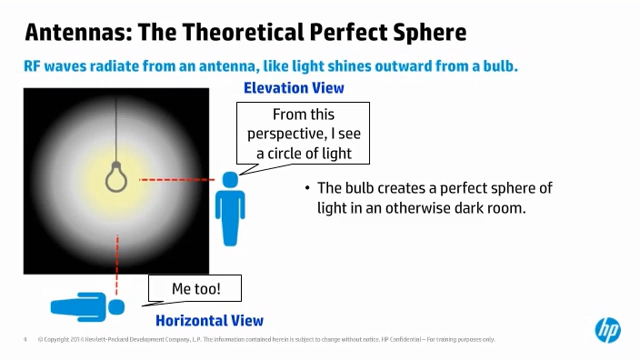 Antennas: The Theoretical Perfect Sphere
RF waves radiate from an antenna, like light shines outward from a bulb.
Elevation View
From this
perspective, I see
a circle of light
• The bulb creates a perfect sphere of
light in an otherwise dark room.
Me too!
Horizontal View
4 © Copyright 2014 Hewlett-Packard Development Company, L.P. The information contained herein is subject to change without notice. HP Confidential – For training purposes only.
hp